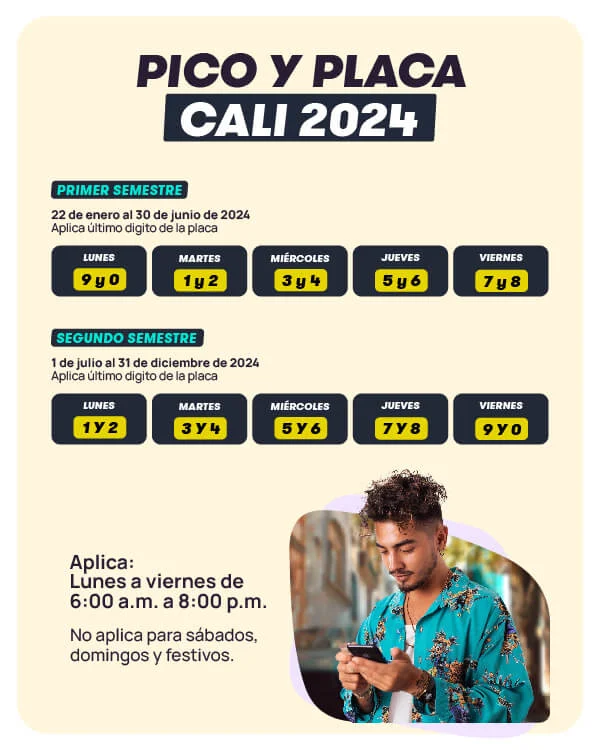 PICO Y PLACA
CALI 2024
PRIMER SEMESTRE
22 de enero al 30 de junio de 2024
Aplica último digito de la placa
LUNES
9 y 0
MARTES
1 y 2
MIÉRCOLES
3 y 4
JUEVES
5 y 6
VIERNES
7 y 8
SEGUNDO SEMESTRE
1 de julio al 31 de diciembre de 2024
Aplica último digito de la placa
LUNES
1 Y 2
MARTES
3 Y 4
MIÉRCOLES
5 Y 6
JUEVES
7 Y 8
VIERNES
9 Y 0
Aplica:
Lunes a viernes de
6:00 a.m. a 8:00 p.m.
No aplica para sábados,
domingos y festivos.